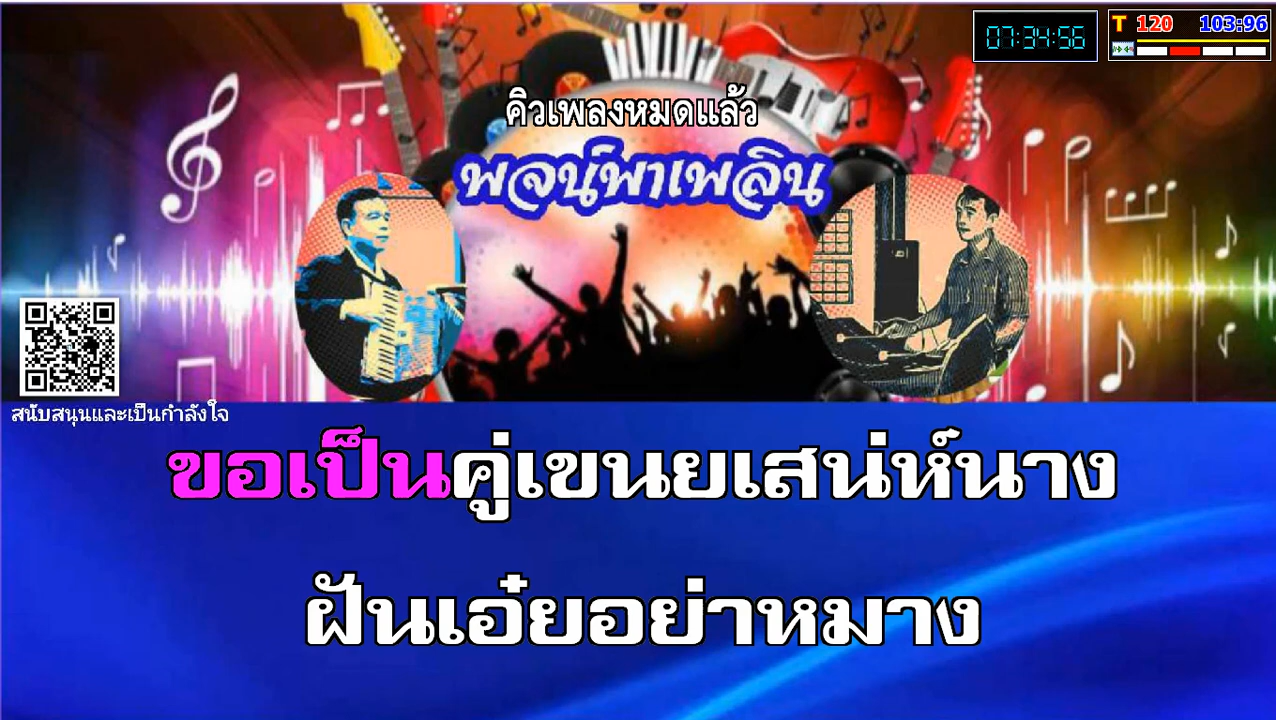 07:34:56
T 120 103:96
คิวเพลงหมดแล้ว
พจน์พาเพลิน
สนับสนุนและเป็นกำลังใจ
ขอเป็นคู่เขนยเสน่ห์นาง
ฝันเอ๋ยอย่าหมาง